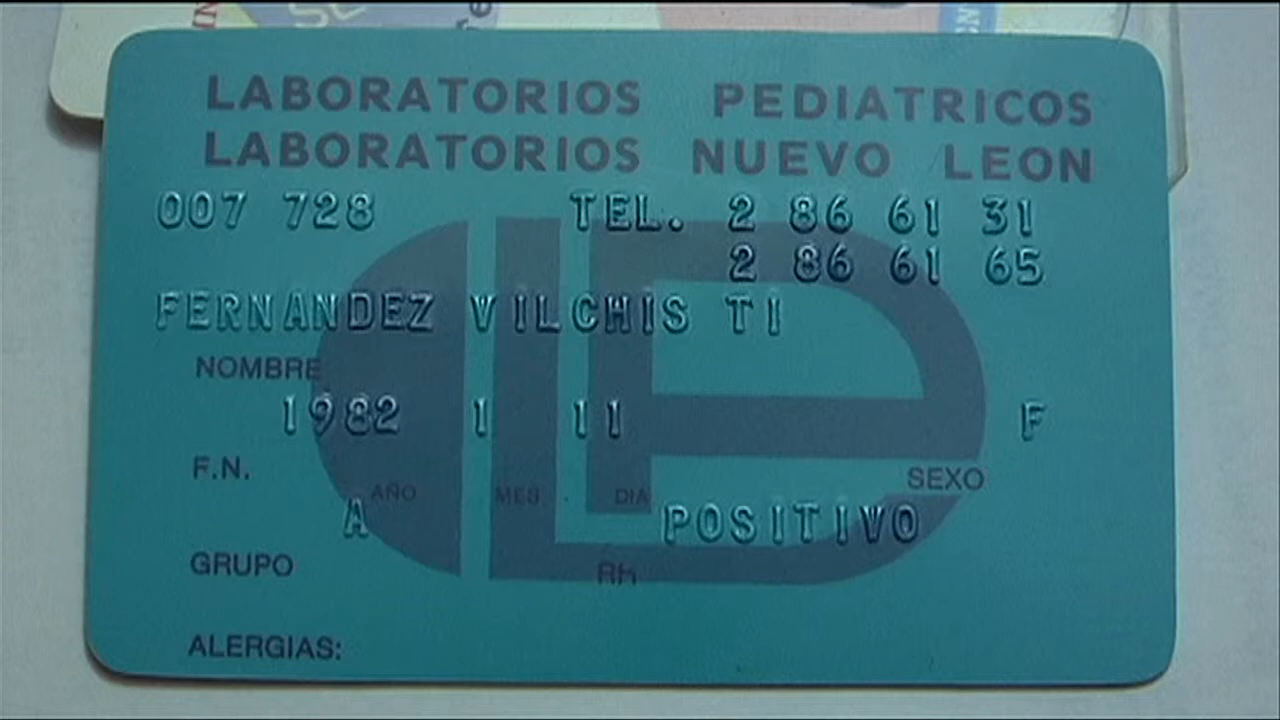 LABORATORIOS PEDIATRICOS
LABORATORIOS NUEVO LEON
007 728 TEL. 2 86 61 31
2 86 61 65
FERNANDEZ VILCHIS TI
NOMBRE
1982 1 11 F
F.N. AÑO MES DIA SEXO
A POSITIVO
GRUPO RH
ALERGIAS: